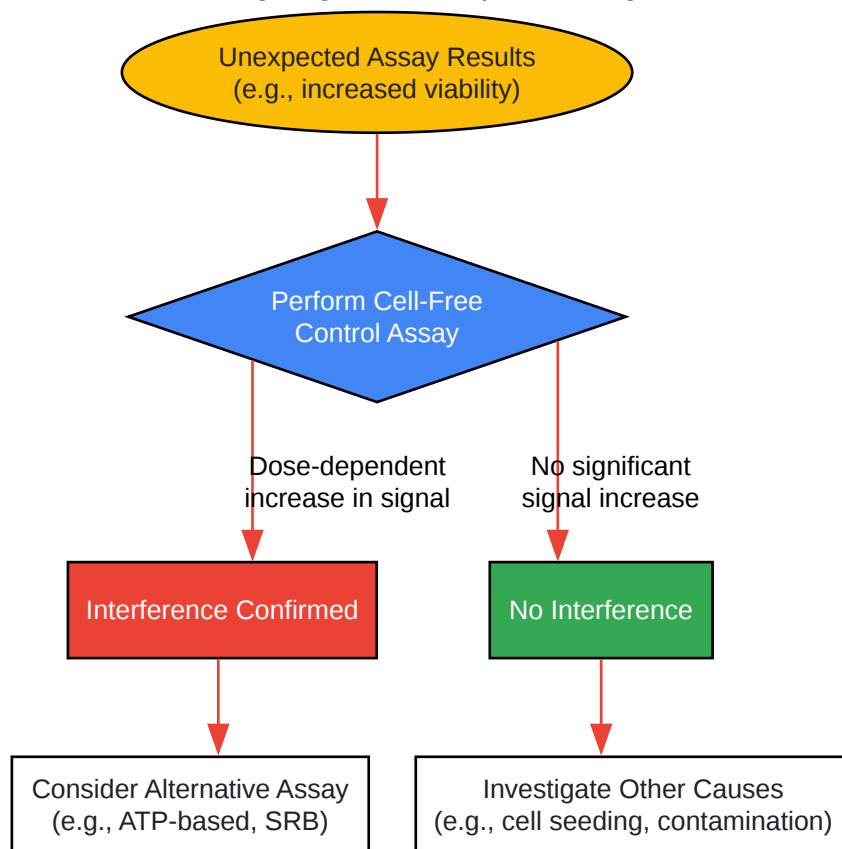 Unexpected Assay Results
(e.g., increased viability)
Perform Cell-Free
Control Assay
Dose-dependent
increase in signal
No significant
signal increase
Interference Confirmed
No Interference
Consider Alternative Assay
(e.g., ATP-based, SRB)
Investigate Other Causes
(e.g., cell seeding, contamination)